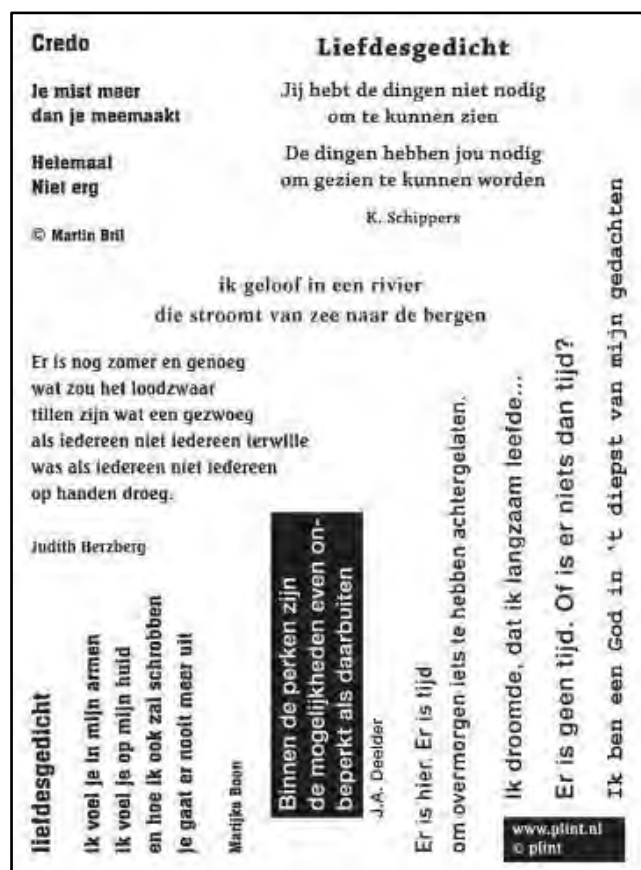 Credo
Je mist meer
dan je meemaakt
Helemaal
Niet erg
© Martin Bril
Liefdesgedicht
Jij hebt de dingen niet nodig
om te kunnen zien
De dingen hebben jou nodig
om gezien te kunnen worden
K. Schippers
ik geloof in een rivier
die stroomt van zee naar de bergen
Er is nog zomer en genoeg
wat zou het loodzwaar
tillen zijn wat een gezwoeg
als iedereen niet iedereen terwille
was als iedereen niet iedereen
op handen droeg.
Judith Herzberg
liefdesgedicht
ik voel je in mijn armen
ik voel je op mijn huid
en hoe ik ook zal schrobben
je gaat er nooit meer uit
Marijke Boon
Binnen de perken zijn
de mogelijkheden even on-
beperkt als daarbuiten
J.A. Deelder
Er is hier. Er is tijd
om overmorgen iets te hebben achtergelaten.
Ik droomde, dat ik langzaam leefde...
Er is geen tijd. Of is er niets dan tijd?
Ik ben een God in 't diepst van mijn gedachten
www.plint.nl
© plint